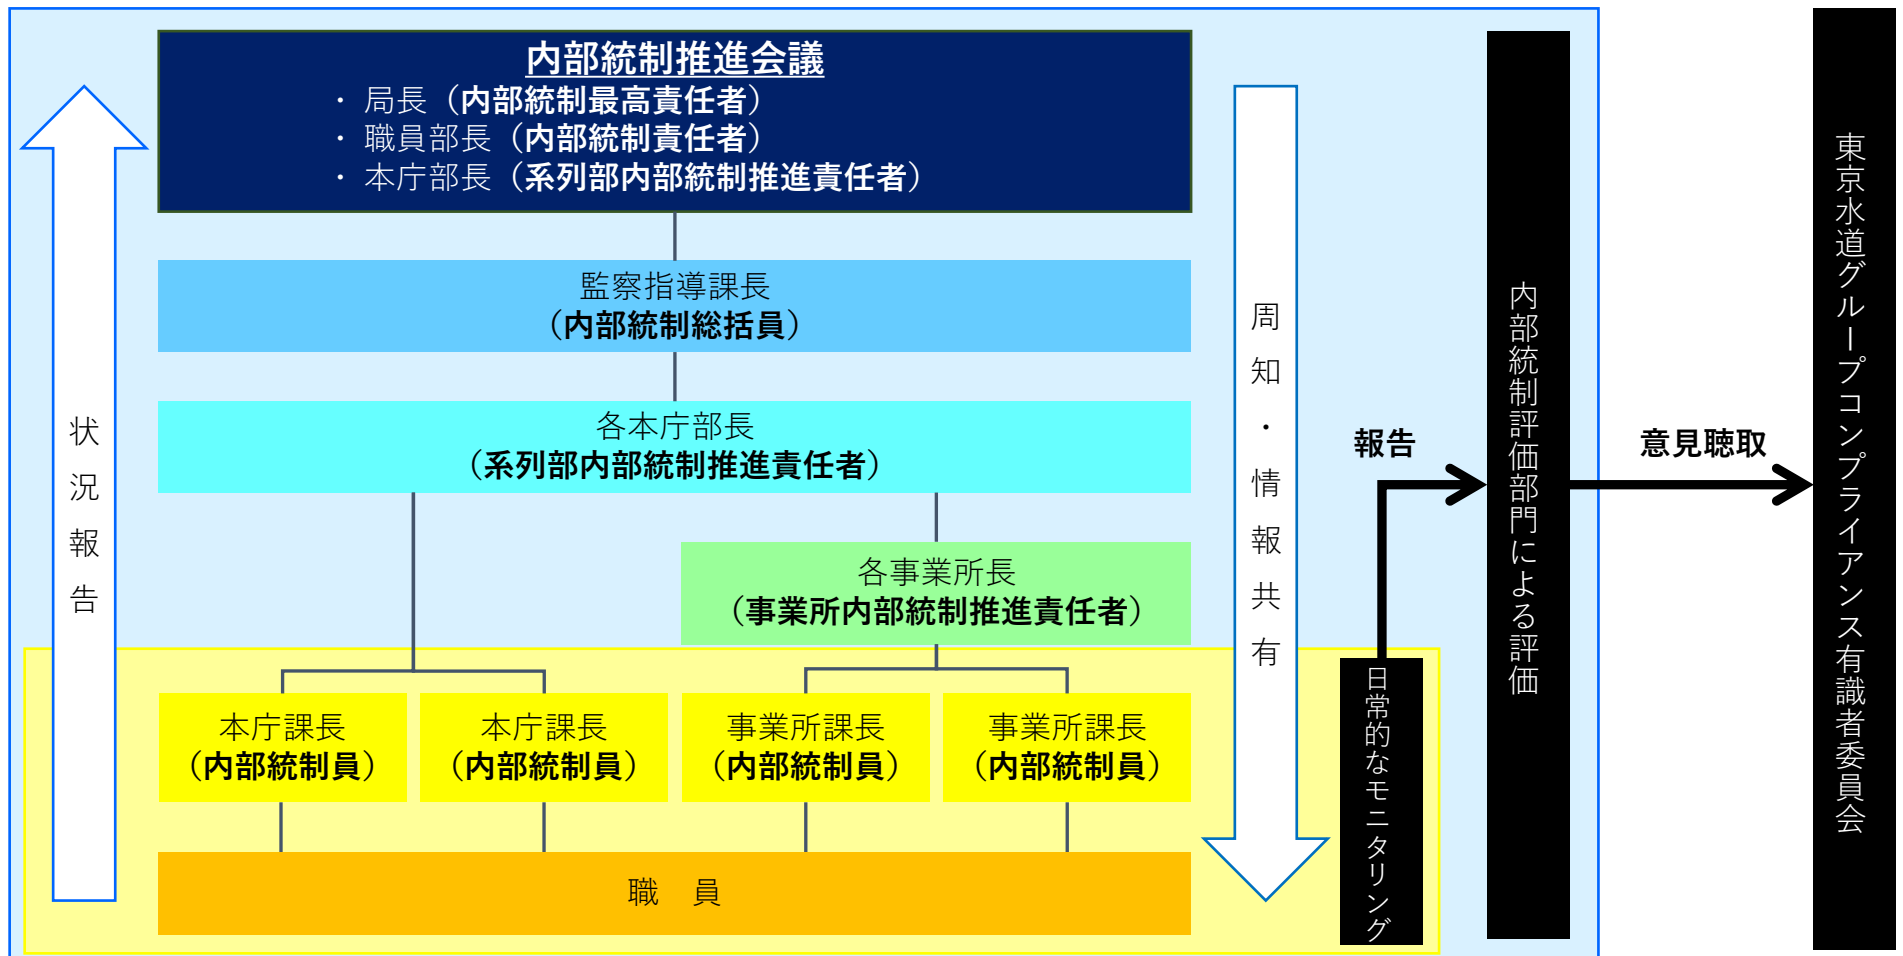 内部統制推進会議
・ 局長（内部統制最高責任者）
・ 職員部長（内部統制責任者）
・ 本庁部長（系列部内部統制推進責任者）
監察指導課長
（内部統制総括員）
各本庁部長
（系列部内部統制推進責任者）
各事業所長
（事業所内部統制推進責任者）
本庁課長
（内部統制員）
本庁課長
（内部統制員）
事業所課長
（内部統制員）
事業所課長
（内部統制員）
職　員
状況報告
周知・情報共有
日常的なモニタリング
報告
内部統制評価部門による評価
意見聴取
東京水道グループコンプライアンス有識者委員会